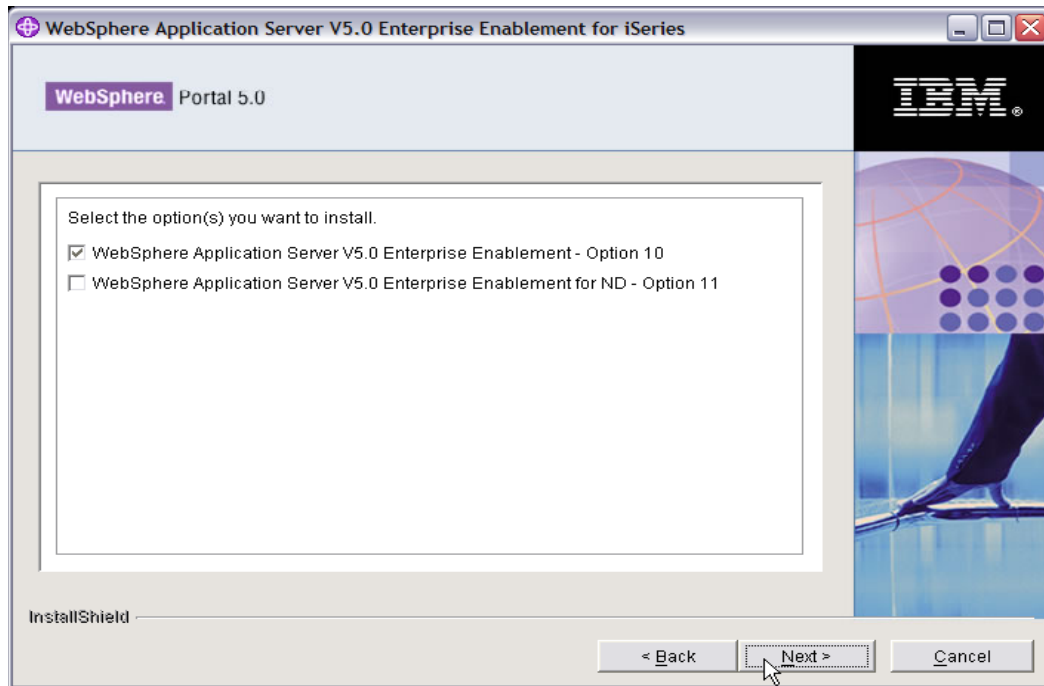 WebSphere Application Server V5.0 Enterprise Enablement for iSeries
WebSphere Portal 5.0
IBM®
Select the option(s) you want to install.
WebSphere Application Server V5.0 Enterprise Enablement - Option 10
WebSphere Application Server V5.0 Enterprise Enablement for ND - Option 11
InstallShield
< Back
Next >
Cancel